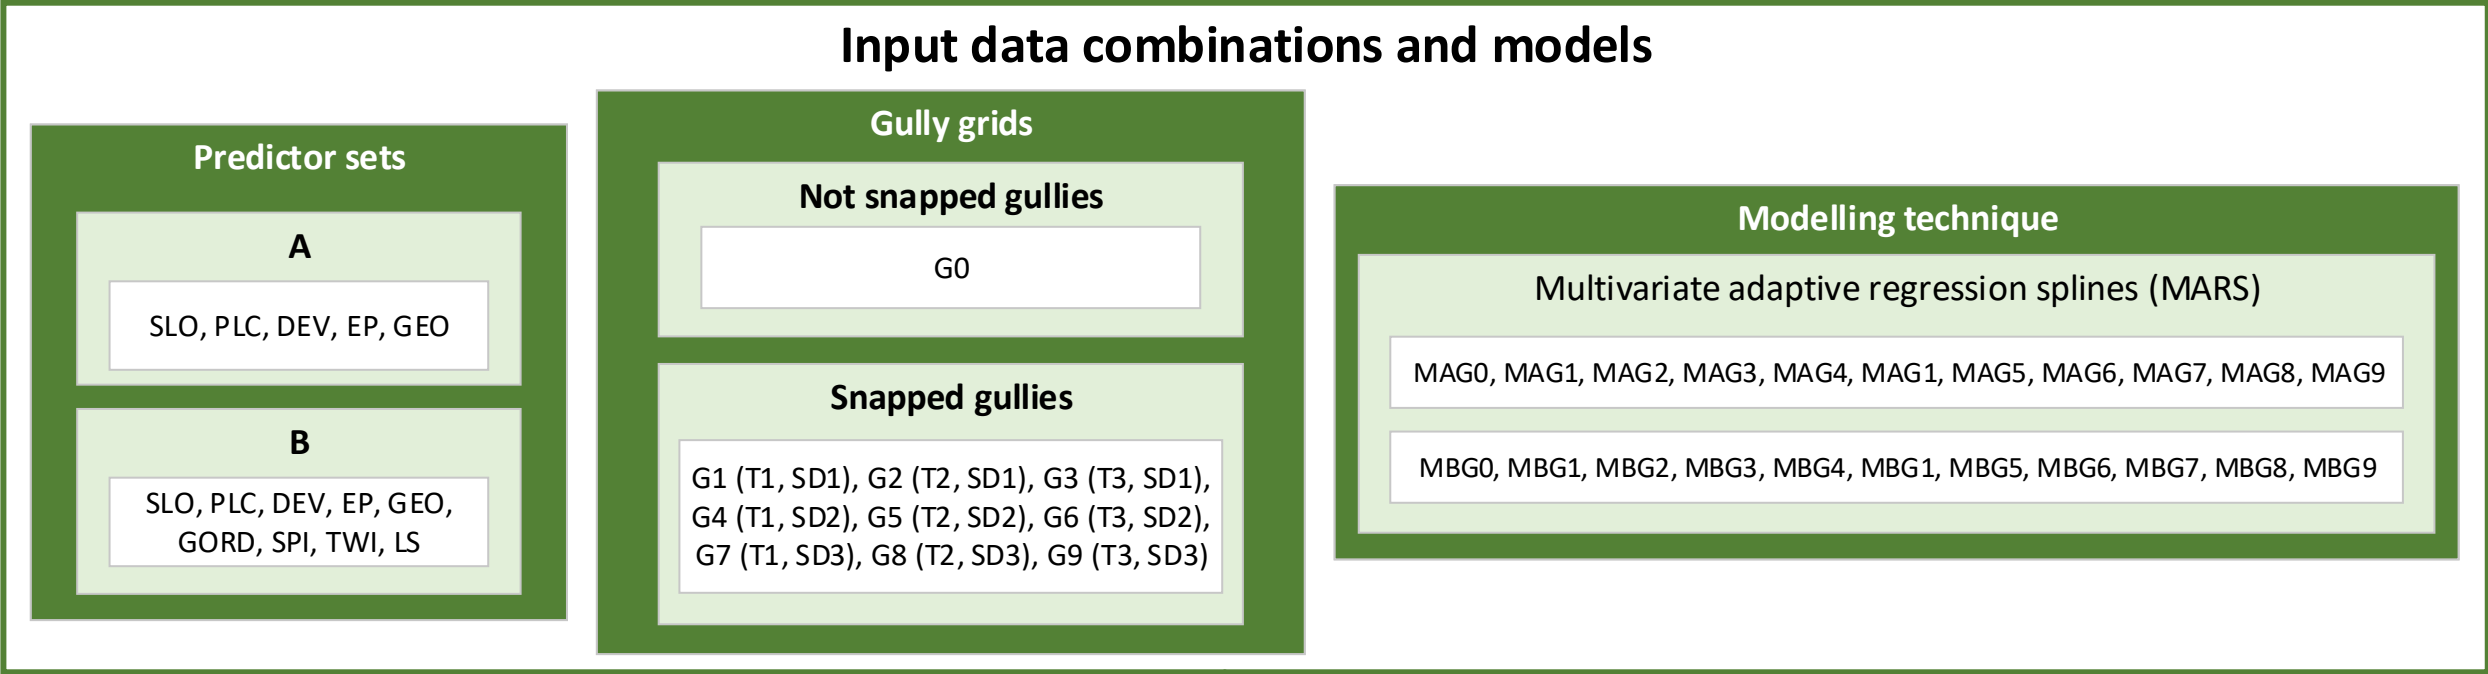 Input data combinations and models
Predictor sets
A
SLO, PLC, DEV, EP, GEO
B
SLO, PLC, DEV, EP, GEO,
GORD, SPI, TWI, LS
Gully grids
Not snapped gullies
G0
Snapped gullies
G1 (T1, SD1), G2 (T2, SD1), G3 (T3, SD1),
G4 (T1, SD2), G5 (T2, SD2), G6 (T3, SD2),
G7 (T1, SD3), G8 (T2, SD3), G9 (T3, SD3)
Modelling technique
Multivariate adaptive regression splines (MARS)
MAG0, MAG1, MAG2, MAG3, MAG4, MAG1, MAG5, MAG6, MAG7, MAG8, MAG9
MBG0, MBG1, MBG2, MBG3, MBG4, MBG1, MBG5, MBG6, MBG7, MBG8, MBG9